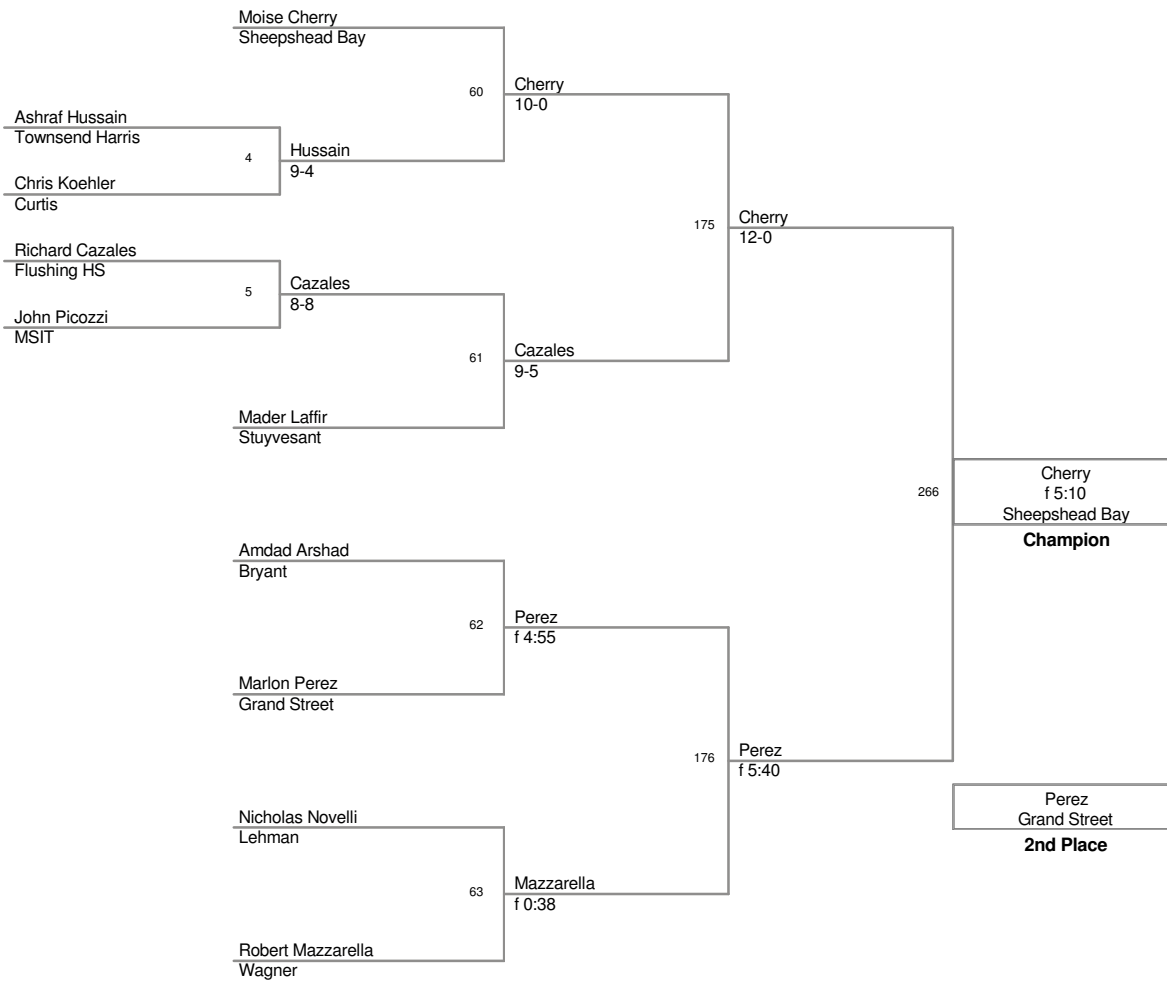 Moise Cherry
Sheepshead Bay
60
Cherry
10-0
Ashraf Hussain
Townsend Harris
4
Hussain
9-4
Chris Koehler
Curtis
175
Cherry
12-0
Richard Cazales
Flushing HS
5
Cazales
8-8
John Picozzi
MSIT
61
Cazales
9-5
Mader Laffir
Stuyvesant
266
Cherry
f 5:10
Sheepshead Bay
Champion
Amdad Arshad
Bryant
62
Perez
f 4:55
Marlon Perez
Grand Street
176
Perez
f 5:40
Perez
Grand Street
2nd Place
Nicholas Novelli
Lehman
63
Mazzarella
f 0:38
Robert Mazzarella
Wagner